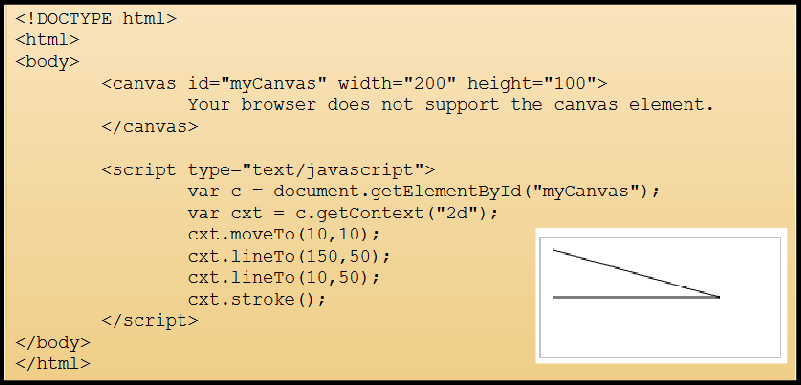 <!DOCTYPE html>
<html>
<body>
<canvas id="myCanvas" width="200" height="100">
Your browser does not support the canvas element.
</canvas>
<script type="text/javascript">
var c = document.getElementById("myCanvas");
var cxt = c.getContext("2d");
cxt.moveTo(10,10);
cxt.lineTo(150,50);
cxt.lineTo(10,50);
cxt.stroke();
</script>
</body>
</html>